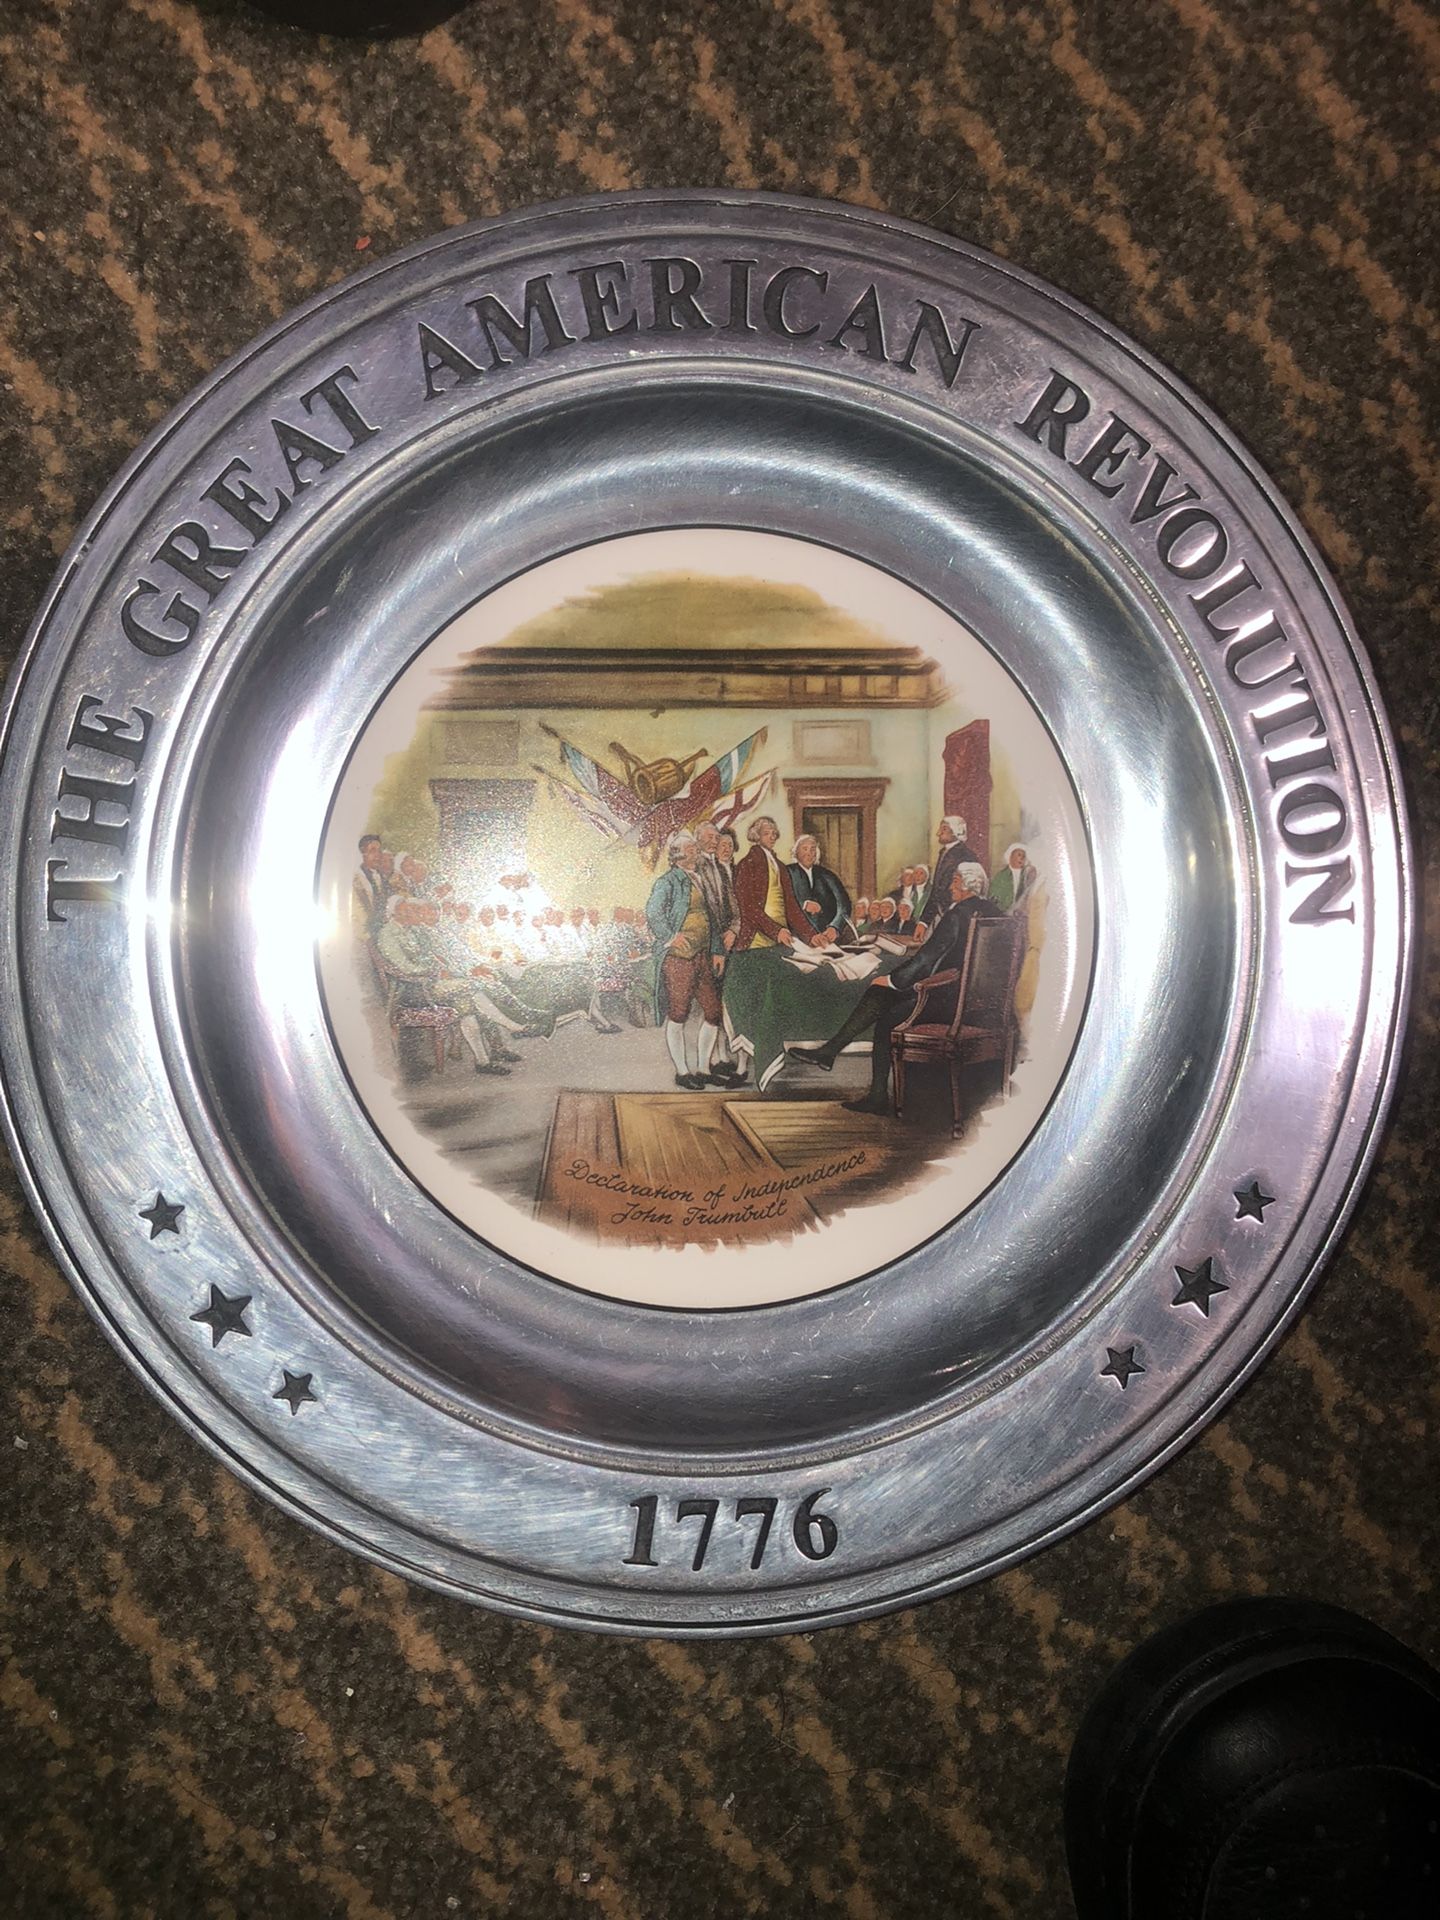 THE GREAT AMERICAN REVOLUTION
Declaration of Independence
John Trumbull
1776